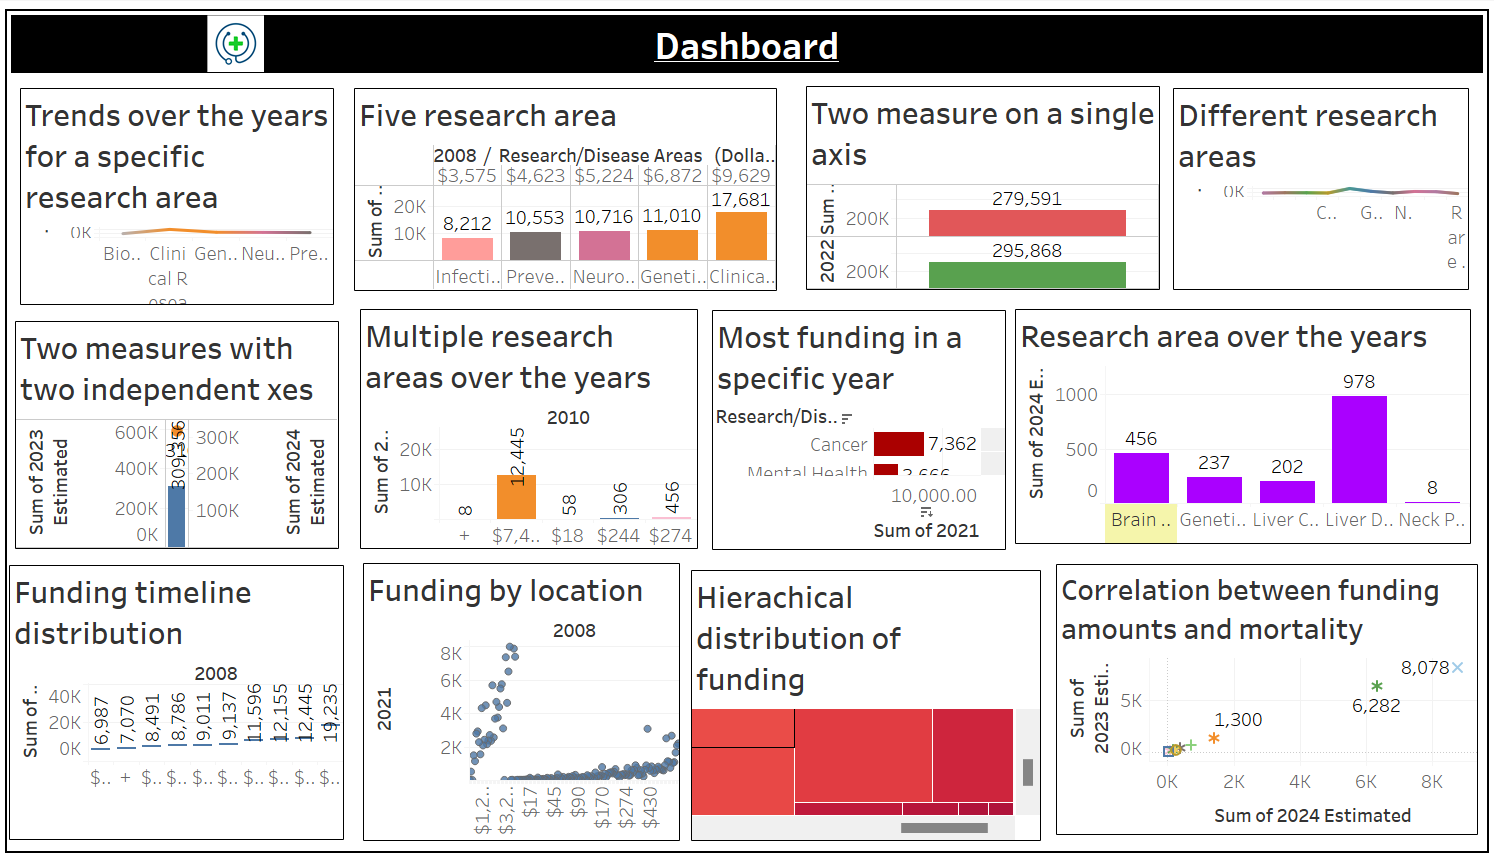 Dashboard
Trends over the years
for a specific
research area
0K
Bio.. Clini Gen.. Neu.. Pre..
cal R
Five research area
2008 / Research/Disease Areas (Dolla..
$3,575 $4,623 $5,224 $6,872 $9,629
Sum of ..
20K
10K
8,212 10,553 10,716 11,010 17,681
Infecti.. Preve.. Neuro.. Geneti.. Clinica..
Two measure on a single
axis
Sum ..
200K
279,591
2022
200K
295,868
Different research
areas
0K
C.. G.. N. R
ar
e .
Two measures with
two independent xes
Sum of 2023
Estimated
600K
400K
200K
0K
309,356
300K
200K
100K
Sum of 2024
Estimated
Multiple research
areas over the years
2010
Sum of 2..
20K
10K
8 12,445 58 306 456
+ $7,4.. $18 $244 $274
Most funding in a
specific year
Research/Dis..
Cancer 7,362
Mental Health 3,666
10,000.00
Sum of 2021
Research area over the years
Sum of 2024 E..
1000
500
0
456 237 202 978 8
Brain .. Geneti.. Liver C.. Liver D.. Neck P..
Funding timeline
distribution
2008
Sum of ..
40K
20K
0K
6,987 7,070 8,491 8,786 9,011 9,137 11,596 12,155 12,445 19,235
$.. + $.. $.. $.. $.. $.. $.. $.. $..
Funding by location
2008
2021
8K
6K
4K
2K
$1,2.. $3,2.. $17 $45 $90 $170 $274 $430
Hierachical
distribution of
funding
Correlation between funding
amounts and mortality
Sum of
2023 Esti..
5K
0K
8,078
6,282
1,300
0K 2K 4K 6K 8K
Sum of 2024 Estimated